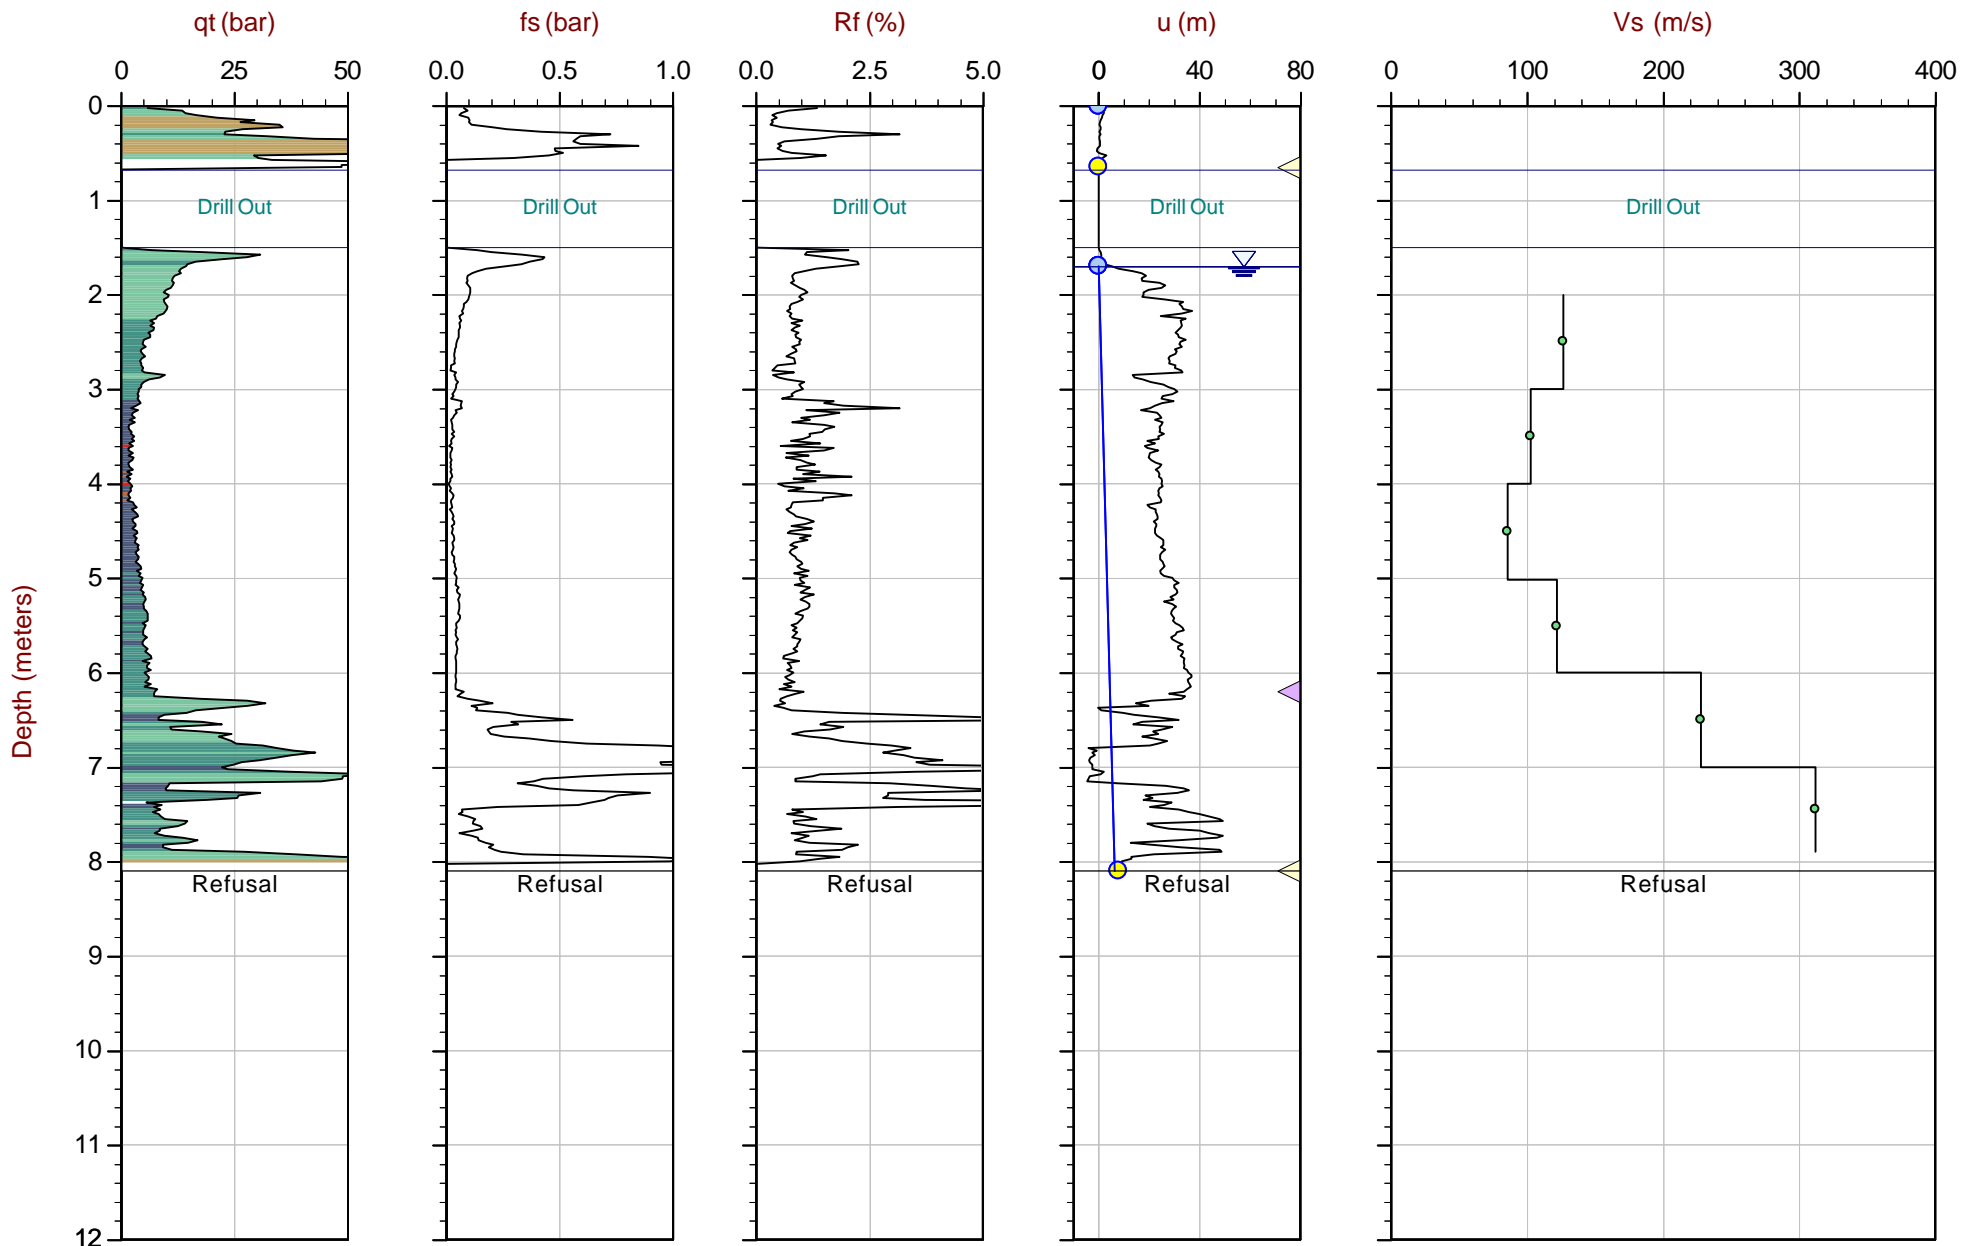 qt (bar) fs (bar) Rf (%) u (m) Vs (m/s)
0 25 50 0.0 0.5 1.0 0.0 2.5 5.0 0 40 80 0 100 200 300 400
0
1
Drill Out Drill Out Drill Out Drill Out Drill Out
2
3
4
5
Depth (meters)
6
7
8
Refusal Refusal Refusal Refusal Refusal
9
10
11
12